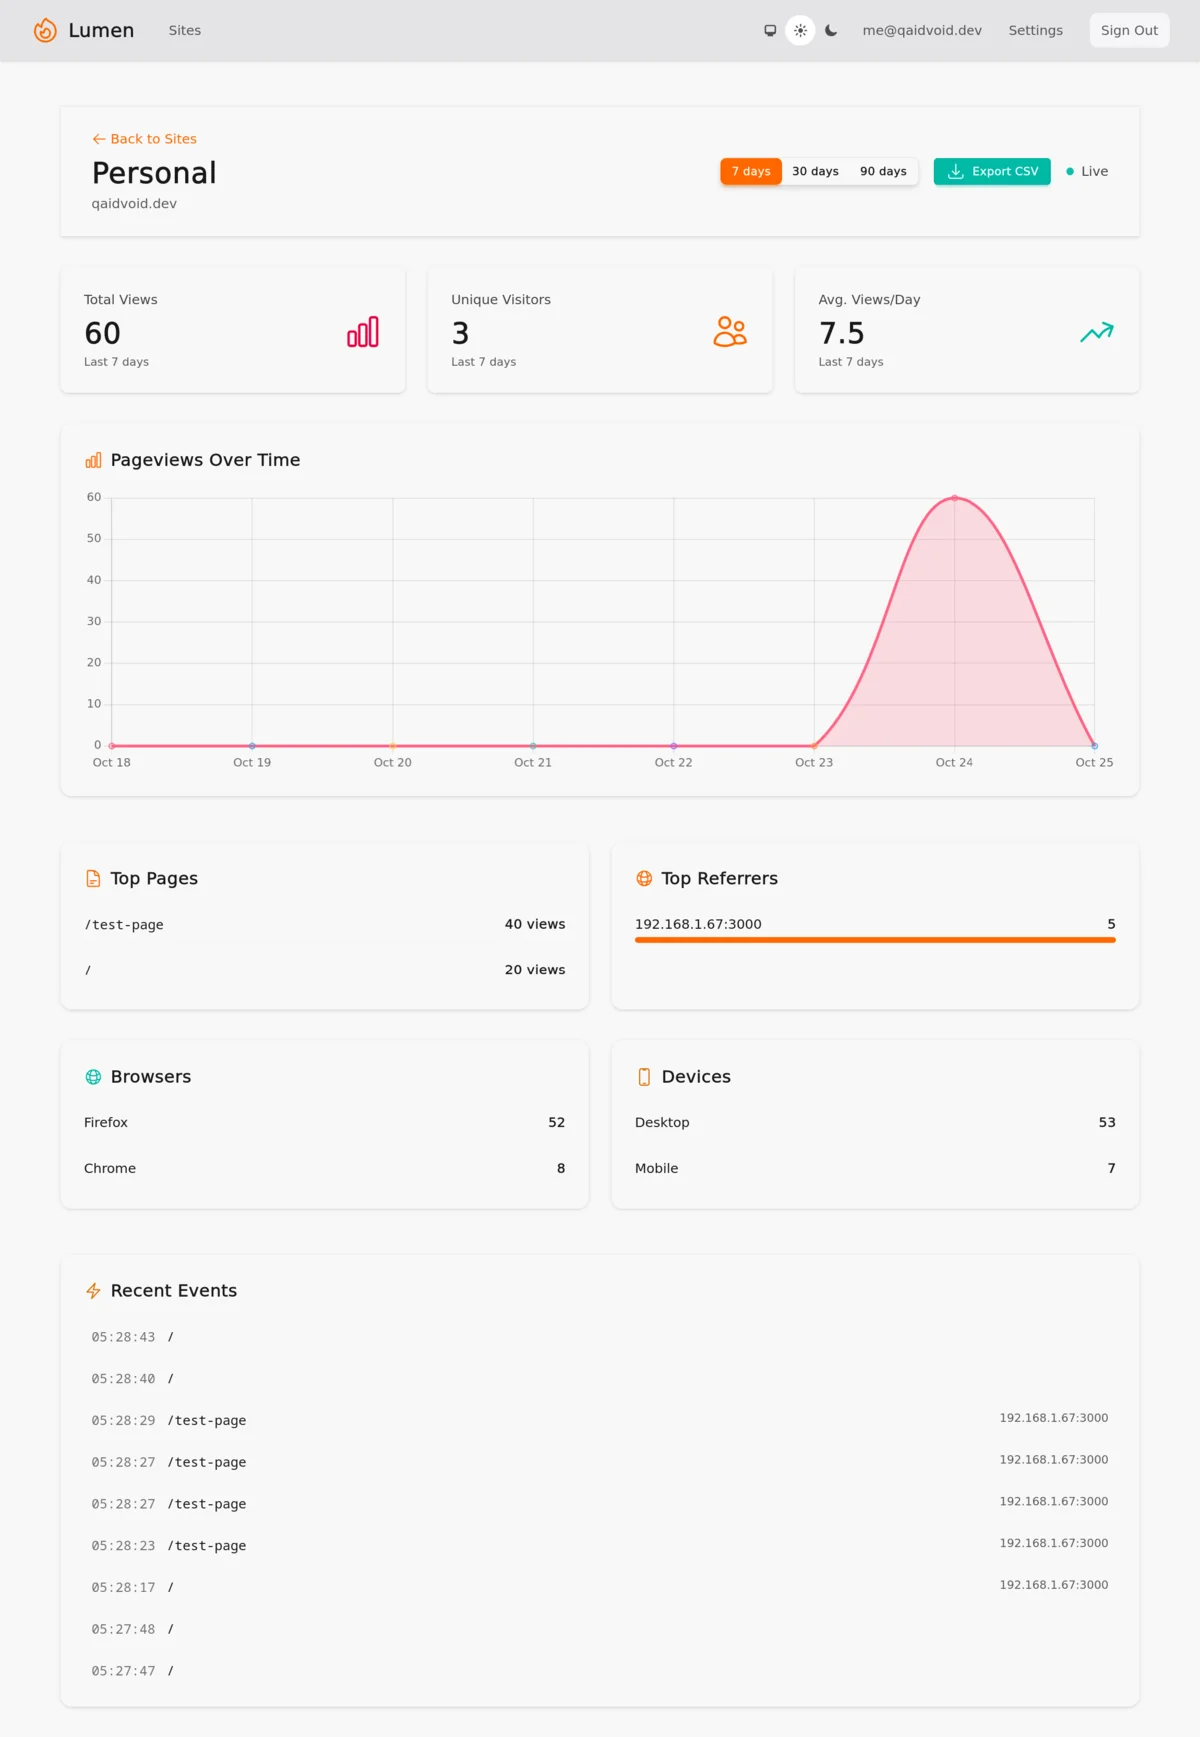 Lumen
Sites
me@qaidvoid.dev
Settings
Sign Out
← Back to Sites
Personal
qaidvoid.dev
7 days
30 days
90 days
Export CSV
Live
Total Views
60
Last 7 days
Unique Visitors
3
Last 7 days
Avg. Views/Day
7.5
Last 7 days
Pageviews Over Time
60
50
40
30
20
10
0
Oct 18 Oct 19 Oct 20 Oct 21 Oct 22 Oct 23 Oct 24 Oct 25
Top Pages
/test-page 40 views
/ 20 views
Top Referrers
192.168.1.67:3000 5
Browsers
Firefox 52
Chrome 8
Devices
Desktop 53
Mobile 7
Recent Events
05:28:43 /
05:28:40 /
05:28:29 /test-page 192.168.1.67:3000
05:28:27 /test-page 192.168.1.67:3000
05:28:27 /test-page 192.168.1.67:3000
05:28:23 /test-page 192.168.1.67:3000
05:28:17 / 192.168.1.67:3000
05:27:48 /
05:27:47 /